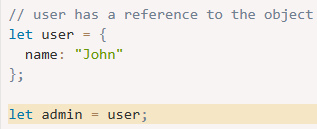 // user has a reference to the object
let user = {
  name: "John"
};

let admin = user;